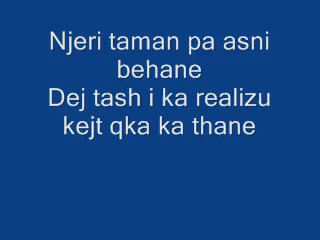 Njeri taman pa asni
behane
Dej tash i ka realizu
kejt qka ka thane